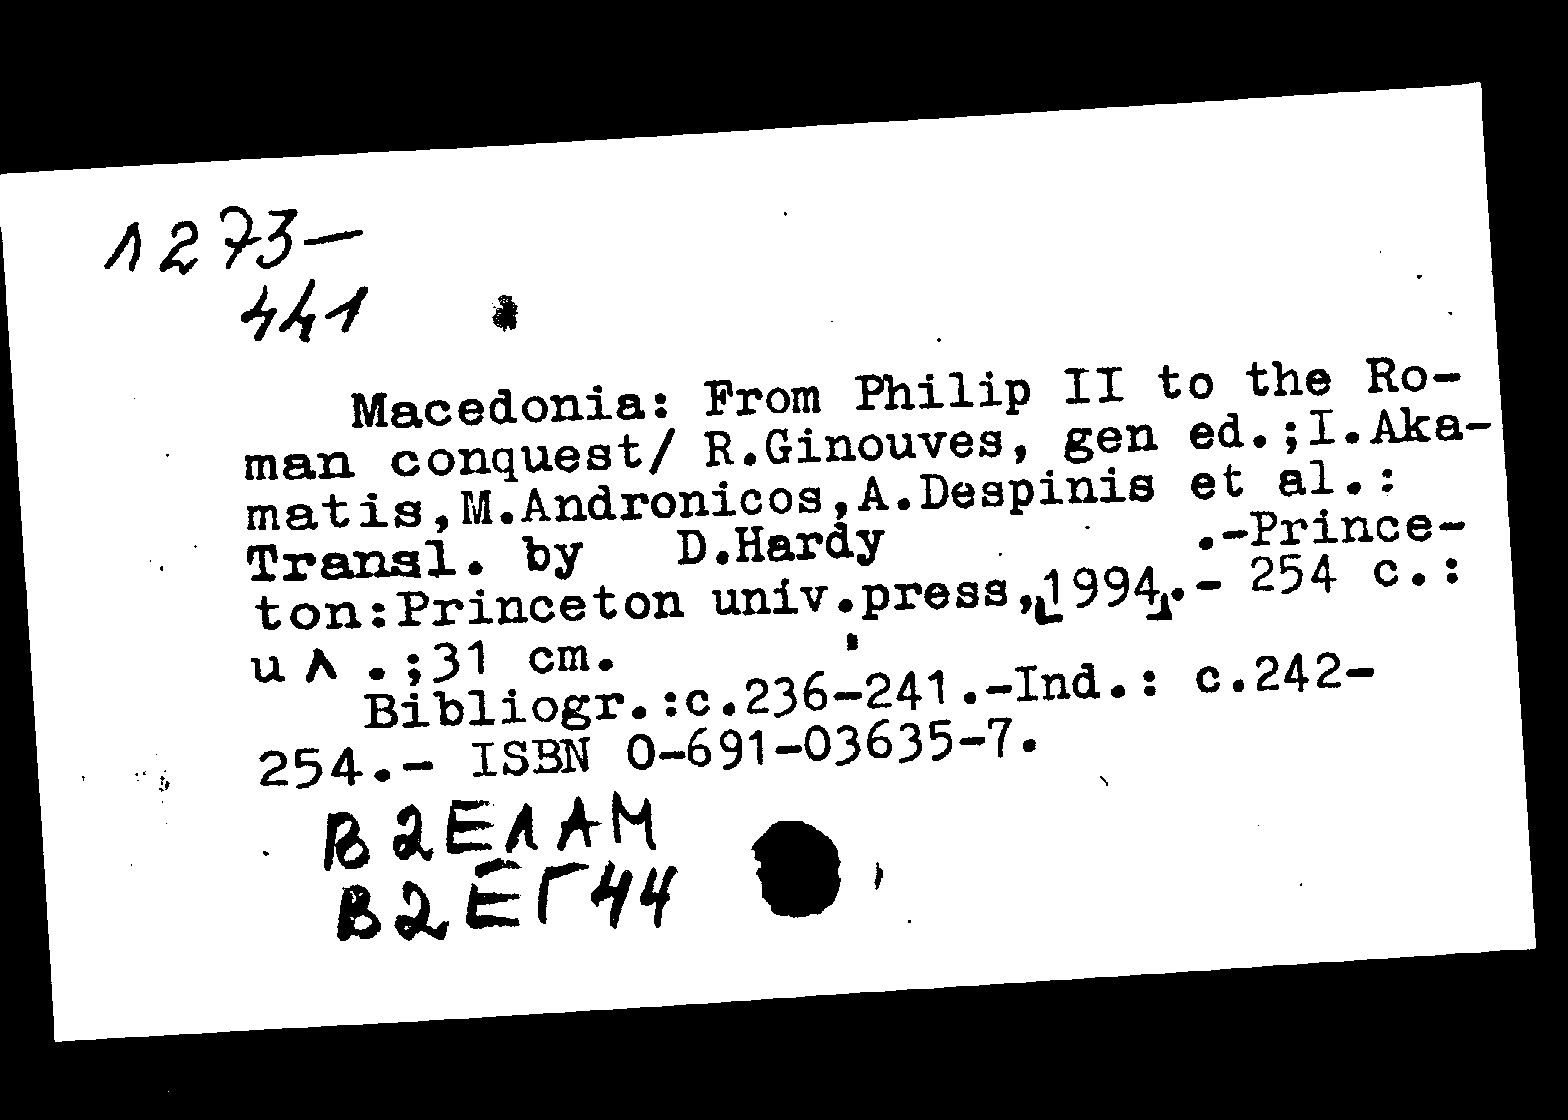 Л273-
441
Macedonia: From Philip II to the Ro-
man conquest/ R.Ginouves, gen ed.;I.Aka-
matis,M.Andronicos,A.Despinis et al.:
Transl. by D.Hardy .-Prince-
ton:Princeton univ.press,[1994].- 254 c.:
ил .;31 cm.
Bibliogr.:c.236-241.-Ind.: c.242-
254.- ISBN 0-691-03635-7.
В2ЕЛАМ
В2ЕГ44